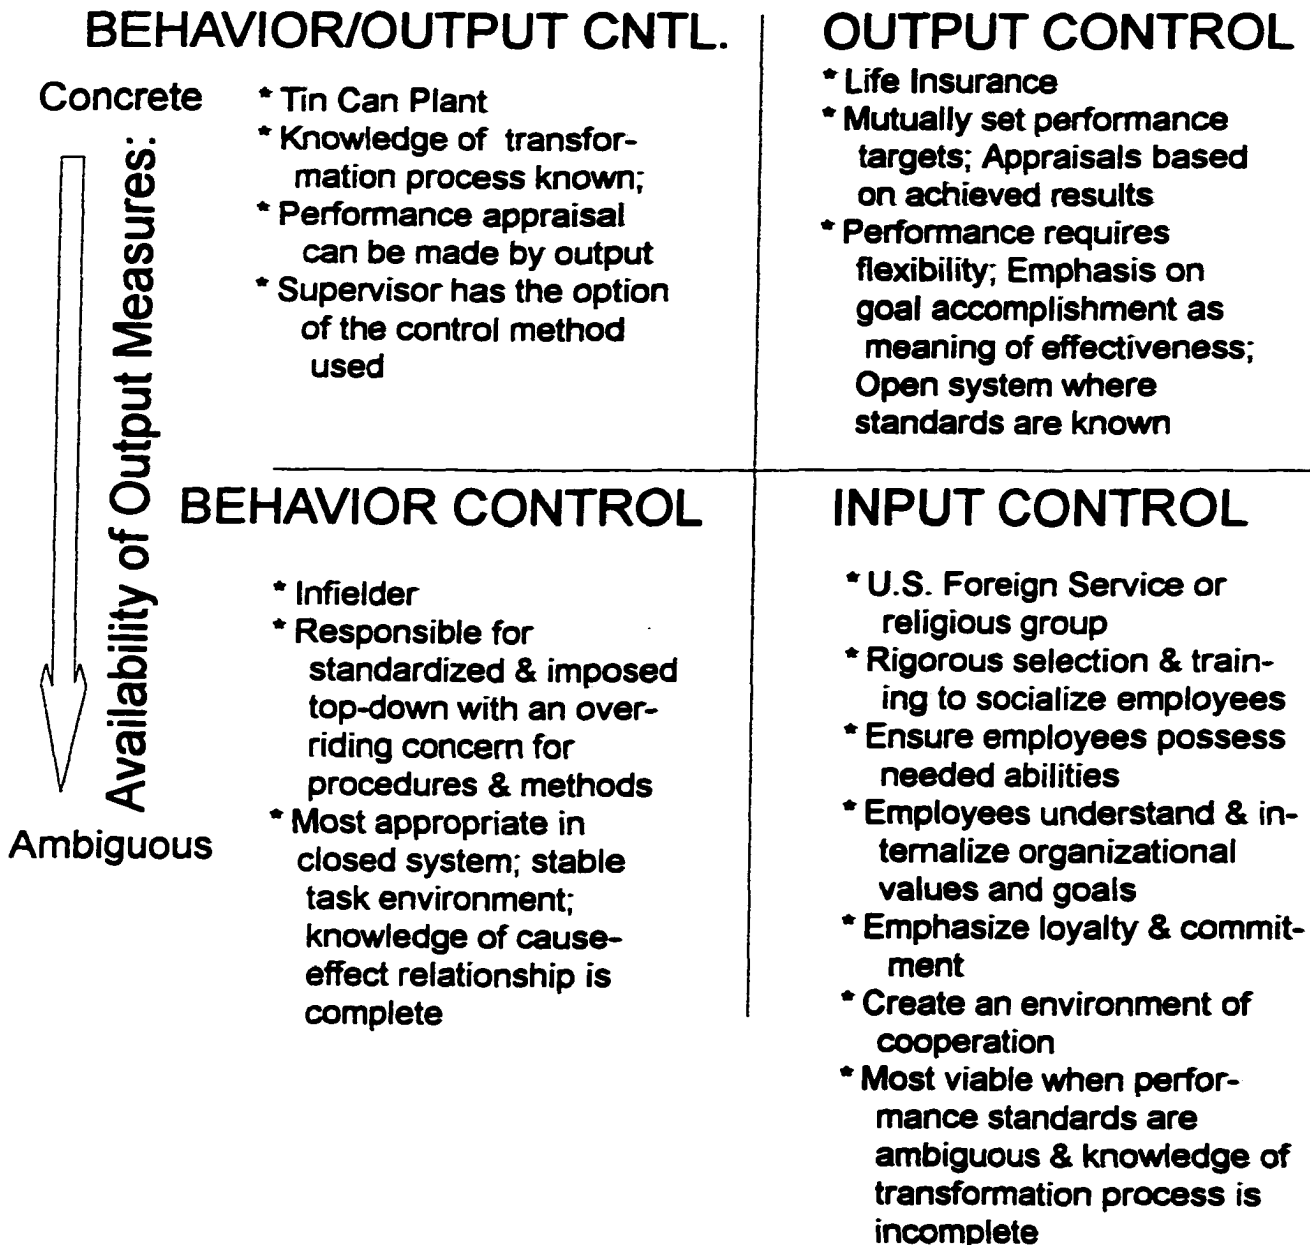 BEHAVIOR/OUTPUT CNTL.
Concrete
Availability of Output Measures:
Ambiguous
* Tin Can Plant
* Knowledge of transfor-
mation process known;
* Performance appraisal
can be made by output
* Supervisor has the option
of the control method
used
OUTPUT CONTROL
* Life Insurance
* Mutually set performance
targets; Appraisals based
on achieved results
* Performance requires
flexibility; Emphasis on
goal accomplishment as
meaning of effectiveness;
Open system where
standards are known
BEHAVIOR CONTROL
* Infielder
* Responsible for
standardized & imposed
top-down with an over-
riding concern for
procedures & methods
* Most appropriate in
closed system; stable
task environment;
knowledge of cause-
effect relationship is
complete
INPUT CONTROL
* U.S. Foreign Service or
religious group
* Rigorous selection & train-
ing to socialize employees
* Ensure employees possess
needed abilities
* Employees understand & in-
ternalize organizational
values and goals
* Emphasize loyalty & commit-
ment
* Create an environment of
cooperation
* Most viable when perfor-
mance standards are
ambiguous & knowledge of
transformation process is
incomplete